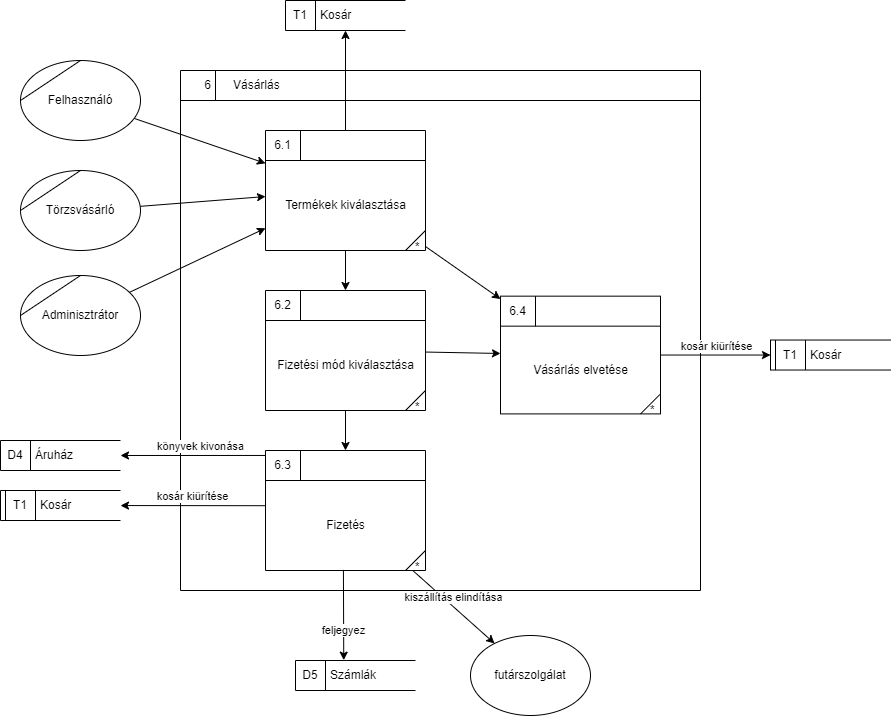 T1 Kosár
6 Vásárlás
Felhasználó
6.1
Termékek kiválasztása
*
Törzsvásárló
Adminisztrátor
6.2
Fizetési mód kiválasztása
*
6.4
Vásárlás elvetése
*
kosár kiürítése
T1 Kosár
D4 Áruház
könyvek kivonása
T1 Kosár
kosár kiürítése
6.3
Fizetés
*
kiszállítás elindítása
feljegyez
D5 Számlák
futárszolgálat